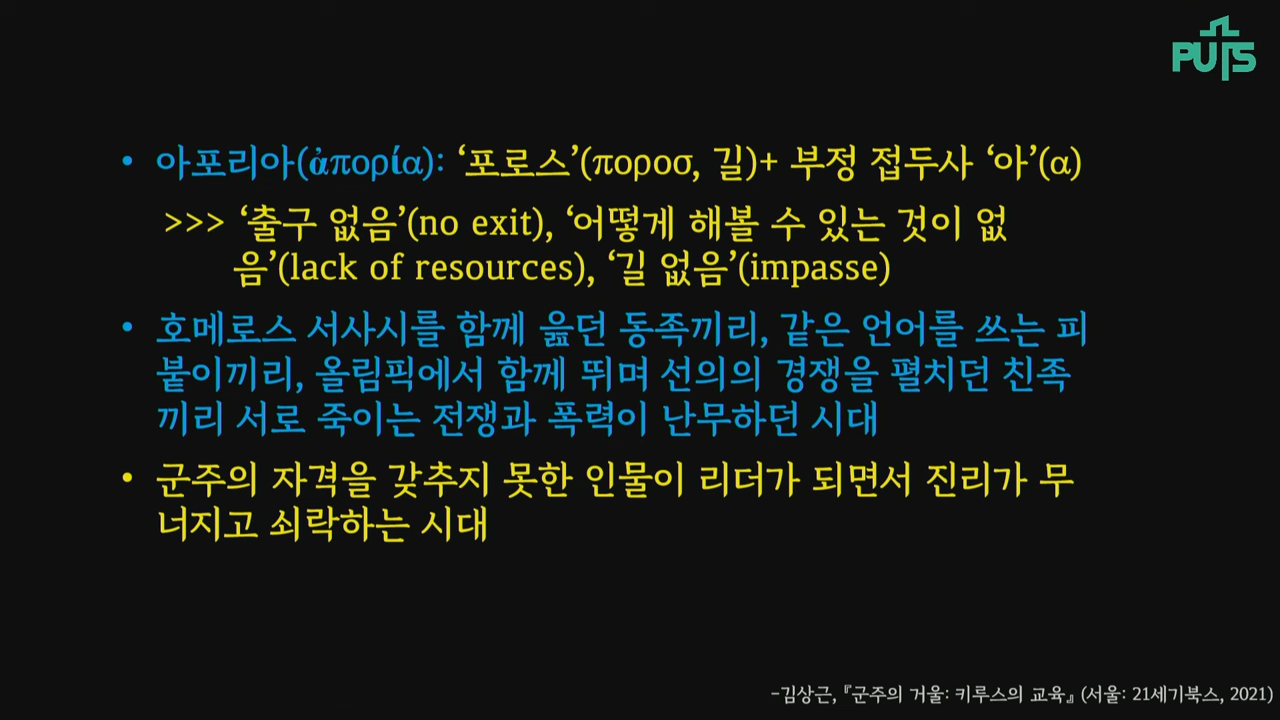 PUTS
• 아포리아(ἀπορία): ‘포로스’(πоροσ, 길)+ 부정 접두사 ‘아’(α)
>>> ‘출구 없음’(no exit), ‘어떻게 해볼 수 있는 것이 없
음’(lack of resources), ‘길 없음’(impasse)
• 호메로스 서사시를 함께 읊던 동족끼리, 같은 언어를 쓰는 피
붙이끼리, 올림픽에서 함께 뛰며 선의의 경쟁을 펼치던 친족
끼리 서로 죽이는 전쟁과 폭력이 난무하던 시대
• 군주의 자격을 갖추지 못한 인물이 리더가 되면서 진리가 무
너지고 쇠락하는 시대
-김상근, 『군주의 거울: 키루스의 교육』 (서울: 21세기북스, 2021)